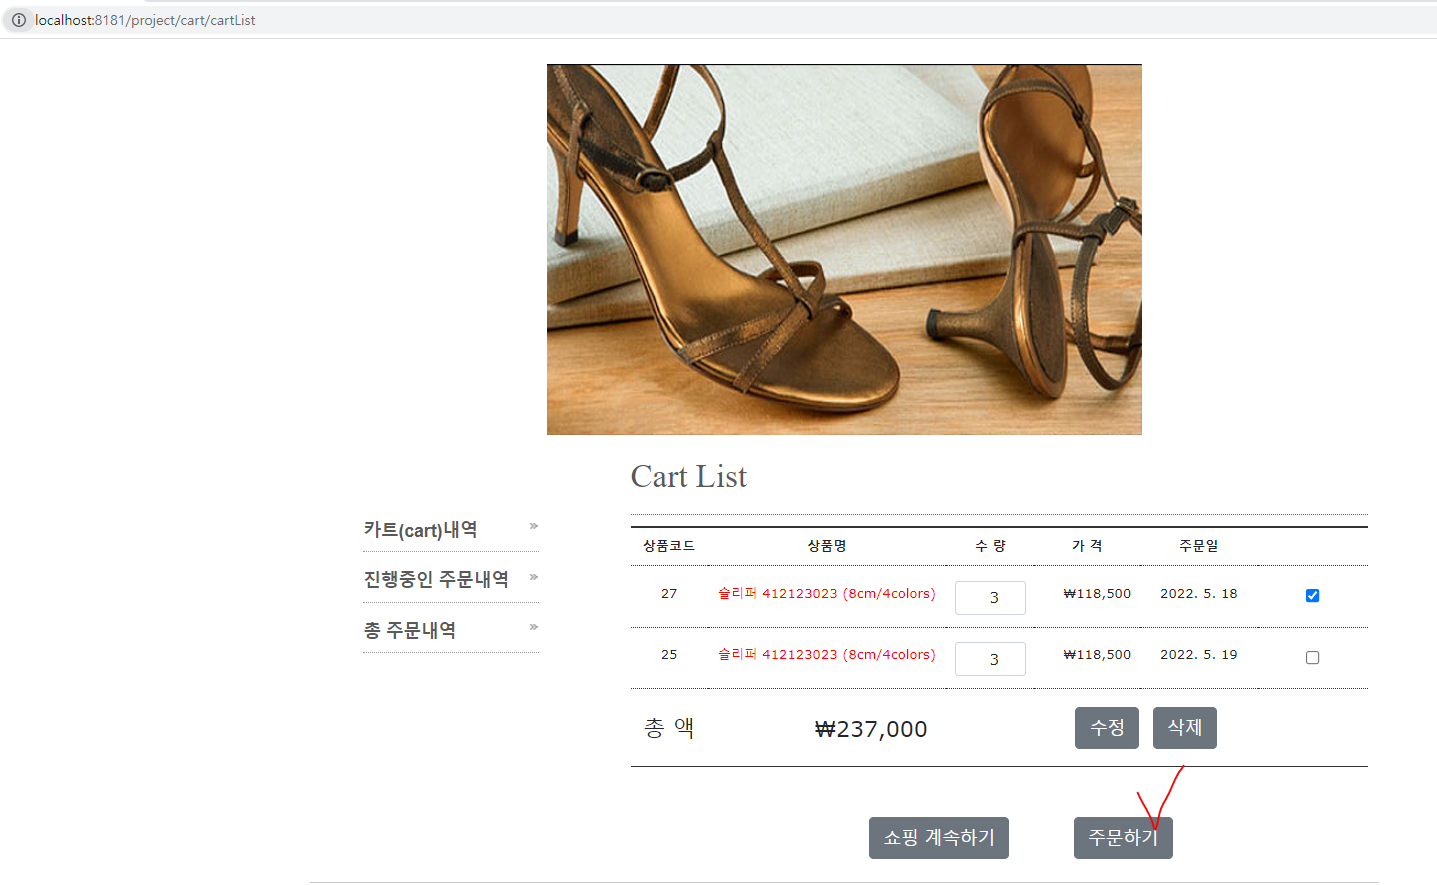 localhost:8181/project/cart/cartList
Cart List
카트(cart)내역 »
진행중인 주문내역 »
총 주문내역 »
상품코드 상품명 수 량 가 격 주문일
27 슬리퍼 412123023 (8cm/4colors) 3 ₩118,500 2022. 5. 18
25 슬리퍼 412123023 (8cm/4colors) 3 ₩118,500 2022. 5. 19
총 액 ₩237,000 수정 삭제
쇼핑 계속하기 주문하기